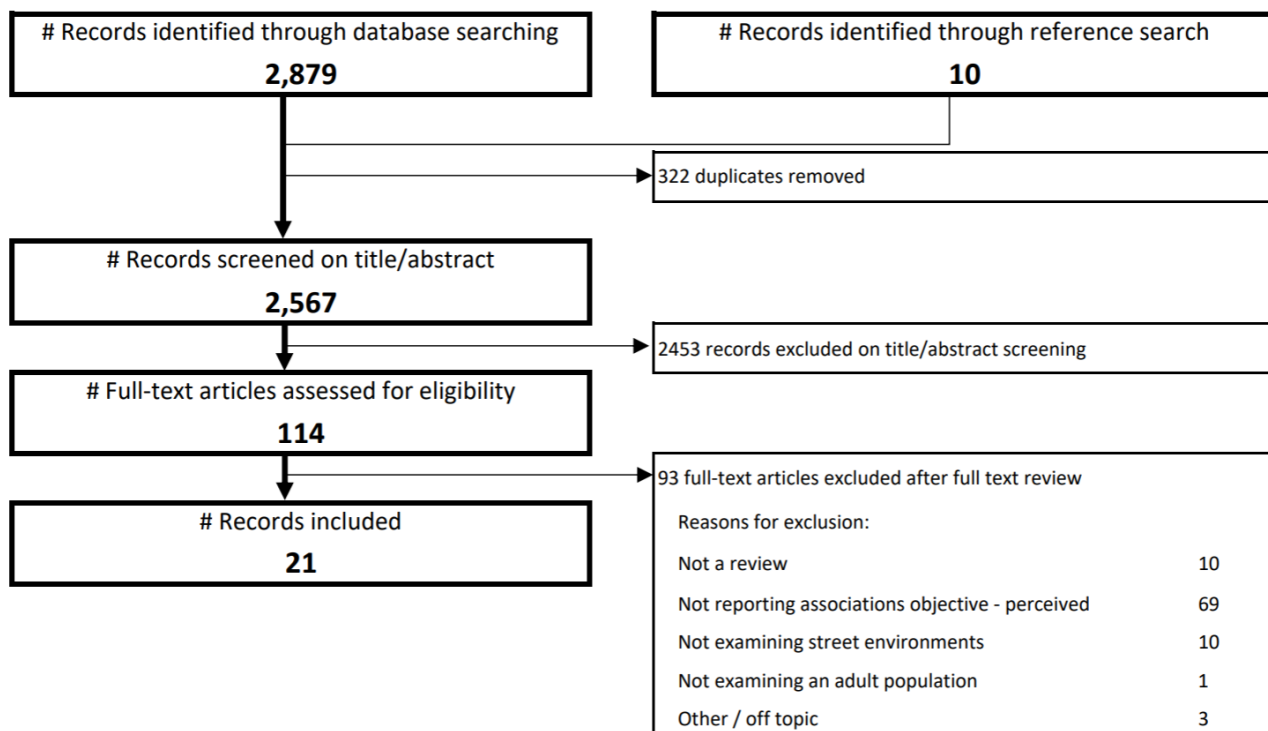 # Records identified through database searching
2,879
# Records identified through reference search
10
322 duplicates removed
# Records screened on title/abstract
2,567
2453 records excluded on title/abstract screening
# Full-text articles assessed for eligibility
114
93 full-text articles excluded after full text review
Reasons for exclusion:
Not a review 10
Not reporting associations objective - perceived 69
Not examining street environments 10
Not examining an adult population 1
Other / off topic 3
# Records included
21